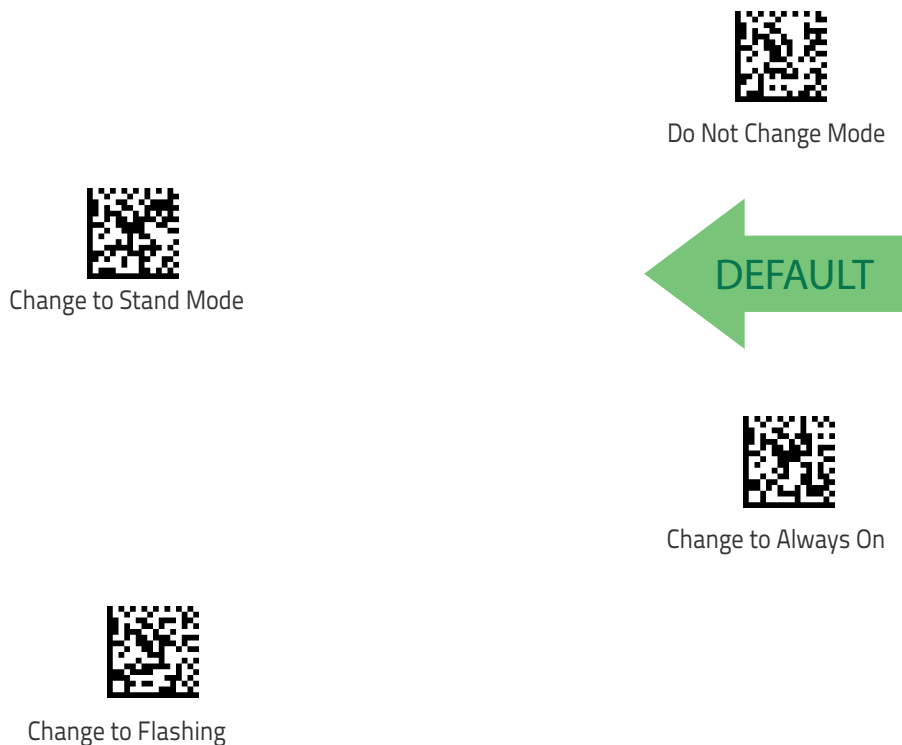 Do Not Change Mode
Change to Stand Mode
DEFAULT
Change to Always On
Change to Flashing